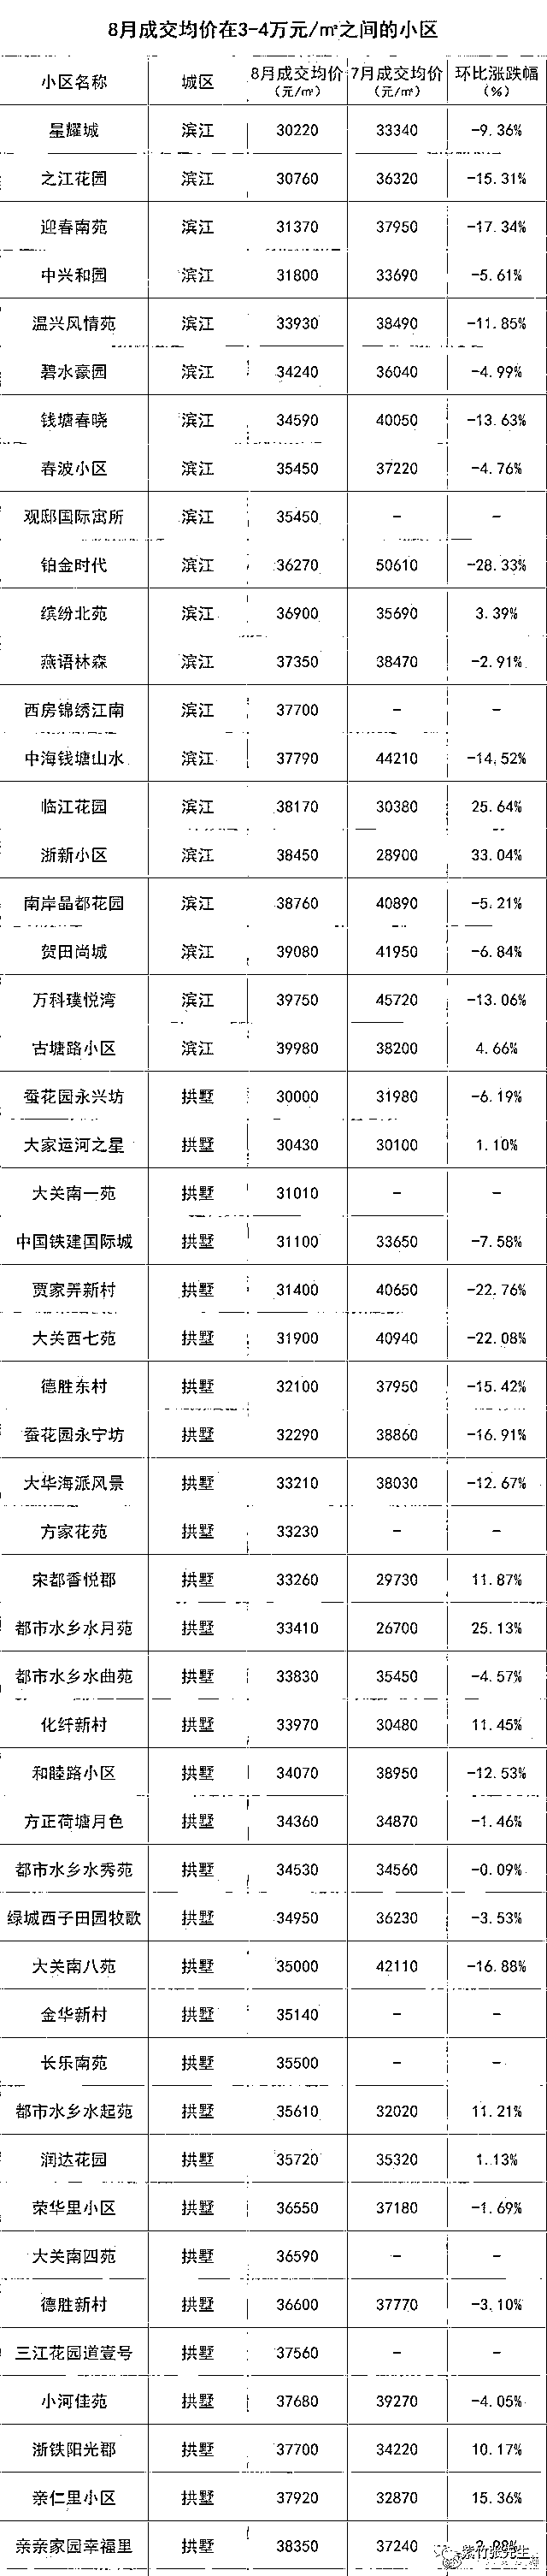 8月成交均价在3-4万元/㎡之间的小区
小区名称 城区 8月成交均价(元/㎡) 7月成交均价(元/㎡) 环比涨跌幅(%)
星耀城 滨江 30220 33340 -9.36%
之江花园 滨江 30760 36320 -15.31%
迎春南苑 滨江 31370 37950 -17.34%
中兴和园 滨江 31800 33690 -5.61%
温兴风情苑 滨江 33930 38490 -11.85%
碧水豪园 滨江 34240 36040 -4.99%
钱塘春晓 滨江 34590 40050 -13.63%
春波小区 滨江 35450 37220 -4.76%
观邸国际寓所 滨江 35450 - -
铂金时代 滨江 36270 50610 -28.33%
缤纷北苑 滨江 36900 35690 3.39%
燕语林森 滨江 37350 38470 -2.91%
西房锦绣江南 滨江 37700 - -
中海钱塘山水 滨江 37790 44210 -14.52%
临江花园 滨江 38170 30380 25.64%
浙新小区 滨江 38450 28900 33.04%
南岸晶都花园 滨江 38760 40890 -5.21%
贺田尚城 滨江 39080 41950 -6.84%
万科璞悦湾 滨江 39750 45720 -13.06%
古塘路小区 滨江 39980 38200 4.66%
蚕花园永兴坊 拱墅 30000 31980 -6.19%
大家运河之星 拱墅 30430 30100 1.10%
大关南一苑 拱墅 31010 - -
中国铁建国际城 拱墅 31100 33650 -7.58%
贾家弄新村 拱墅 31400 40650 -22.76%
大关西七苑 拱墅 31900 40940 -22.08%
德胜东村 拱墅 32100 37950 -15.42%
蚕花园永宁坊 拱墅 32290 38860 -16.91%
大华海派风景 拱墅 33210 38030 -12.67%
方家花苑 拱墅 33230 - -
宋都香悦郡 拱墅 33260 29730 11.87%
都市水乡水月苑 拱墅 33410 26700 25.13%
都市水乡水曲苑 拱墅 33830 35450 -4.57%
化纤新村 拱墅 33970 30480 11.45%
和睦路小区 拱墅 34070 38950 -12.53%
方正荷塘月色 拱墅 34360 34870 -1.46%
都市水乡水秀苑 拱墅 34530 34560 -0.09%
绿城西子田园牧歌 拱墅 34950 36230 -3.53%
大关南八苑 拱墅 35000 42110 -16.88%
金华新村 拱墅 35140 - -
长乐南苑 拱墅 35500 - -
都市水乡水起苑 拱墅 35610 32020 11.21%
润达花园 拱墅 35720 35320 1.13%
荣华里小区 拱墅 36550 37180 -1.69%
大关南四苑 拱墅 36590 - -
德胜新村 拱墅 36600 37770 -3.10%
三江花园道壹号 拱墅 37560 - -
小河佳苑 拱墅 37680 39270 -4.05%
浙铁阳光郡 拱墅 37700 34220 10.17%
亲仁里小区 拱墅 37920 32870 15.36%
亲亲家园幸福里 拱墅 38350 37240
紫竹张先生